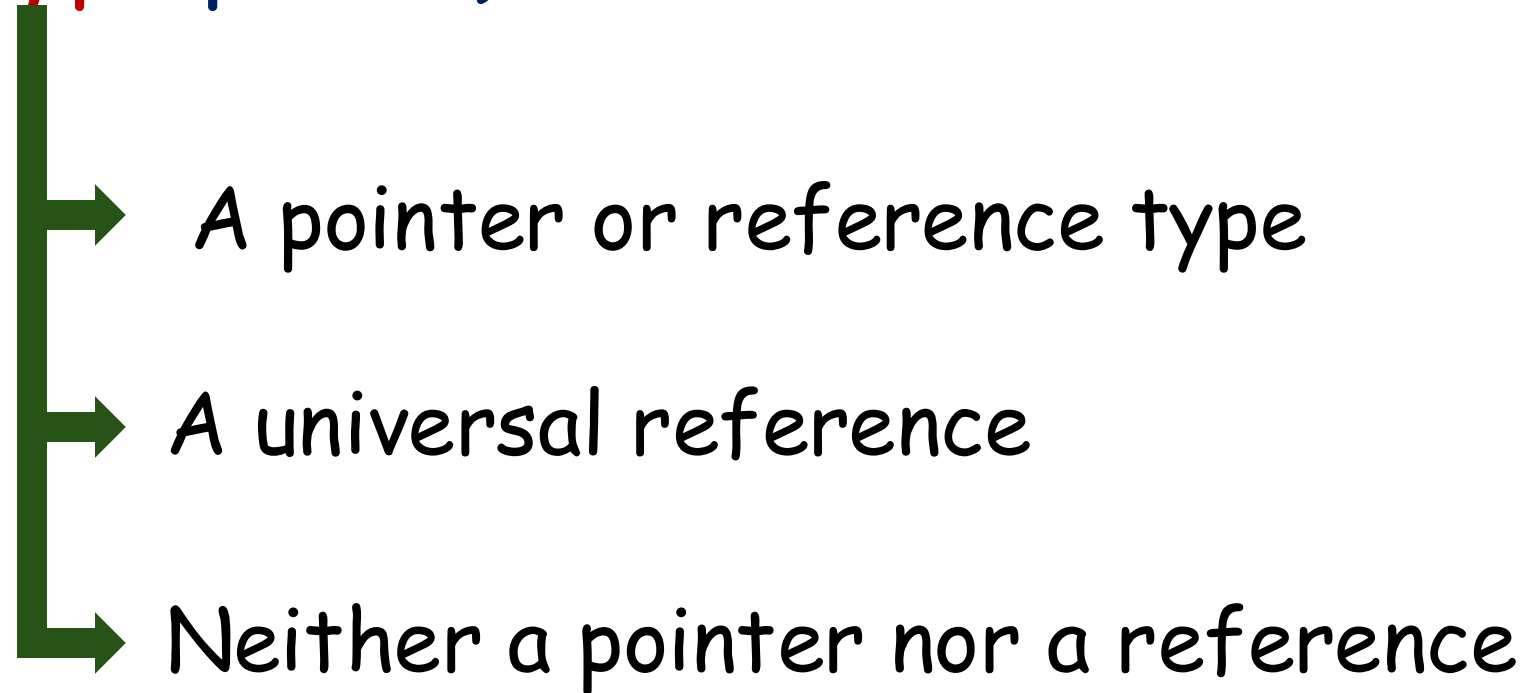 A pointer or reference type
A universal reference
Neither a pointer nor a reference